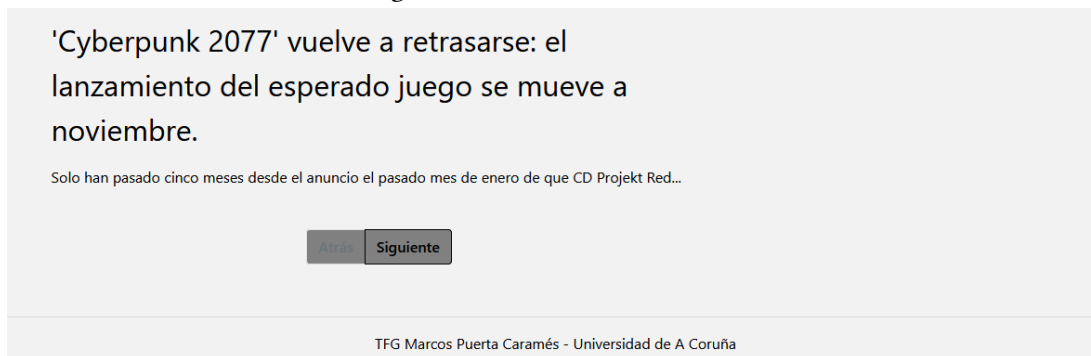 'Cyberpunk 2077' vuelve a retrasarse: el
lanzamiento del esperado juego se mueve a
noviembre.
Solo han pasado cinco meses desde el anuncio el pasado mes de enero de que CD Projekt Red...
Atrás Siguiente
TFG Marcos Puerta Caramés - Universidad de A Coruña